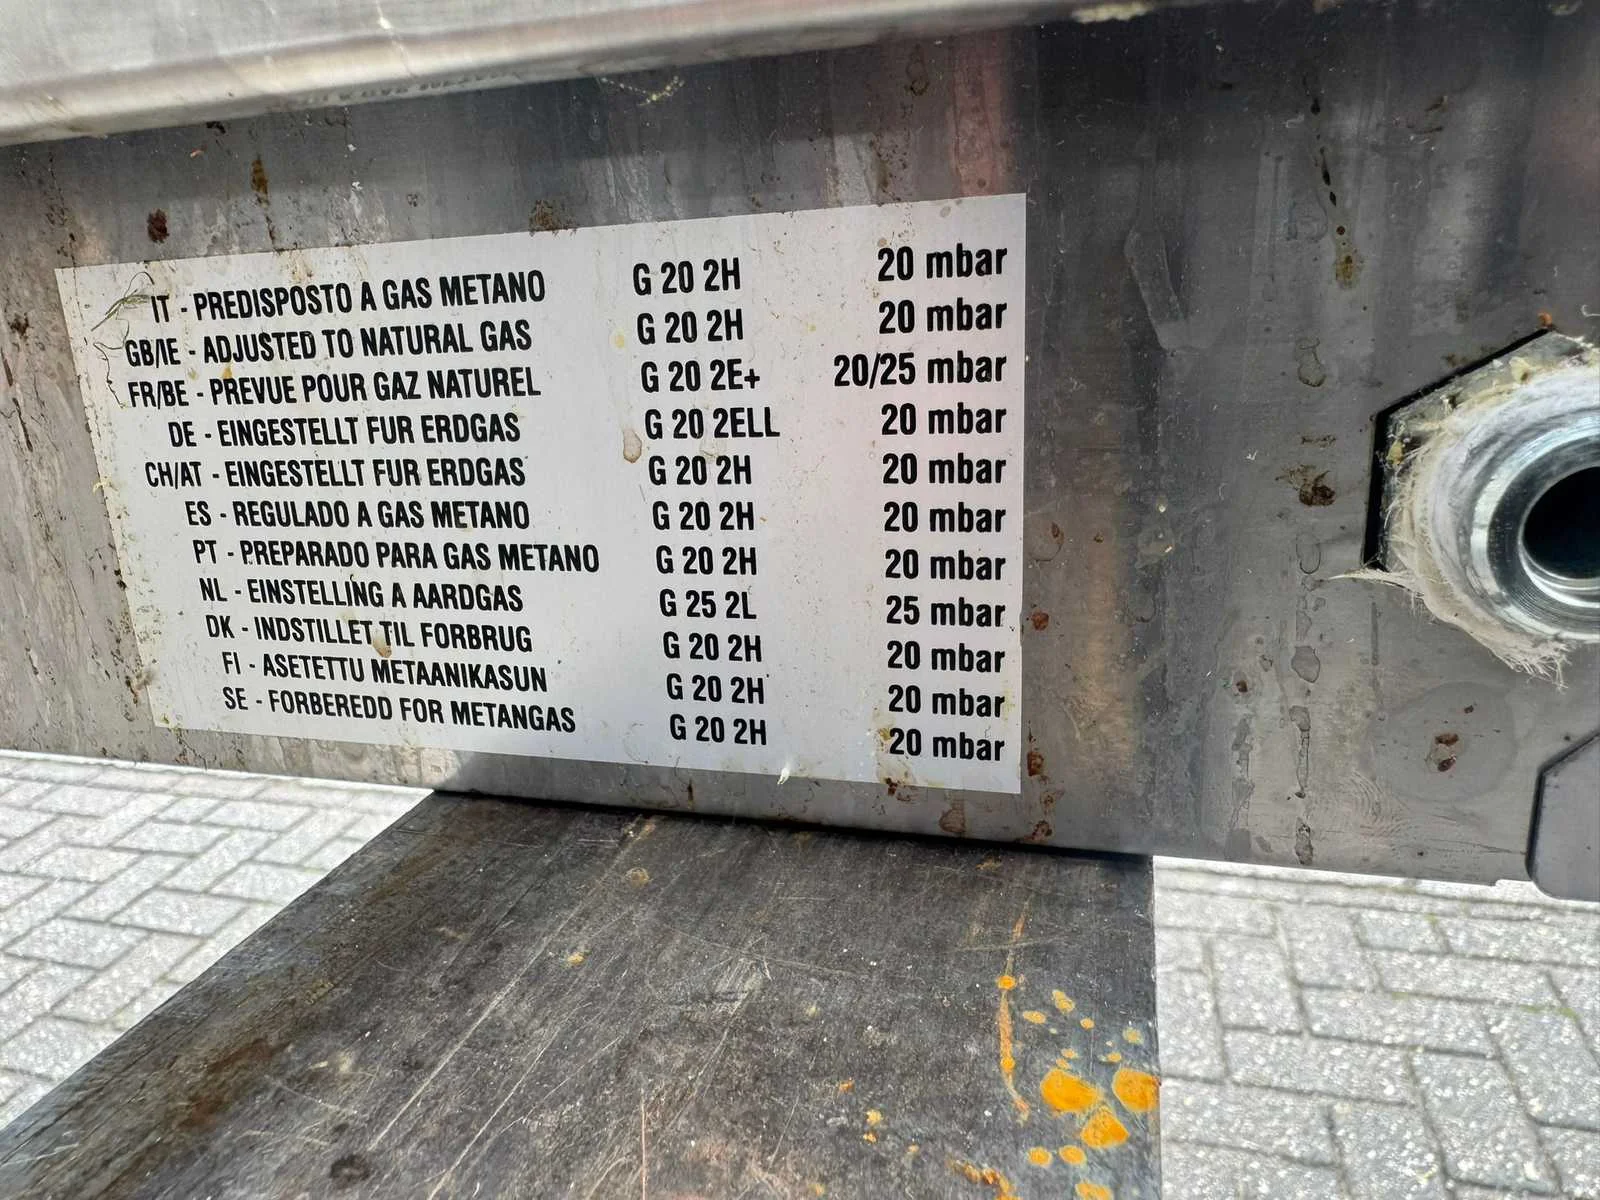 IT - PREDISPOSTO A GAS METANO G 20 2H 20 mbar
GB/IE - ADJUSTED TO NATURAL GAS G 20 2H 20 mbar
FR/BE - PREVUE POUR GAZ NATUREL G 20 2E+ 20/25 mbar
DE - EINGESTELLT FUR ERDGAS G 20 2ELL 20 mbar
CH/AT - EINGESTELLT FUR ERDGAS G 20 2H 20 mbar
ES - REGULADO A GAS METANO G 20 2H 20 mbar
PT - PREPARADO PARA GAS METANO G 20 2H 20 mbar
NL - EINSTELLING A AARDGAS G 25 2L 25 mbar
DK - INDSTILLET TIL FORBRUG G 20 2H 20 mbar
FI - ASETETTU METAANIKASUN G 20 2H 20 mbar
SE - FORBEREDD FOR METANGAS G 20 2H 20 mbar